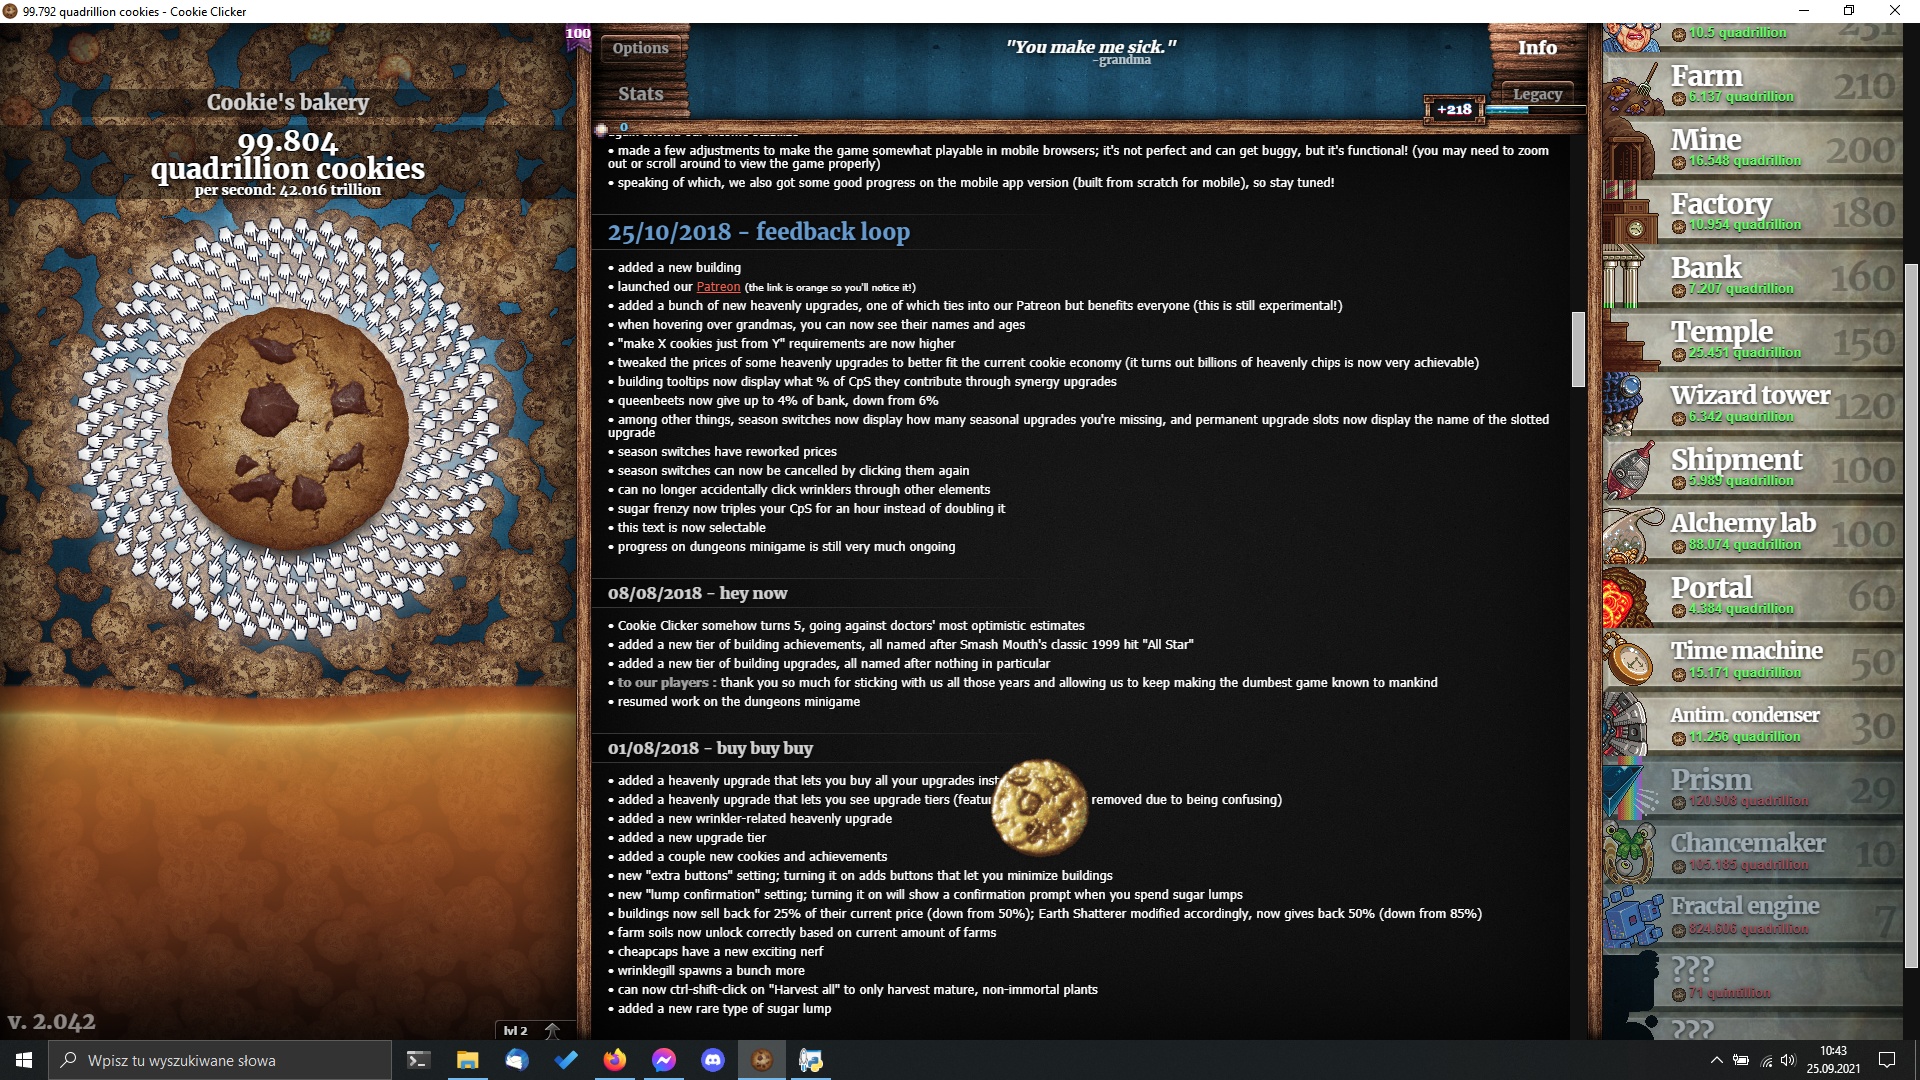 99.792 quadrillion cookies - Cookie Clicker
Cookie's bakery
99.804
quadrillion cookies
per second: 42.016 trillion
v. 2.042
lvl 2
100
Options
Stats
"You make me sick."
-grandma
Info
Legacy
+218
0
• made a few adjustments to make the game somewhat playable in mobile browsers; it's not perfect and can get buggy, but it's functional! (you may need to zoom
out or scroll around to view the game properly)
• speaking of which, we also got some good progress on the mobile app version (built from scratch for mobile), so stay tuned!
25/10/2018 - feedback loop
• added a new building
• launched our Patreon (the link is orange so you'll notice it!)
• added a bunch of new heavenly upgrades, one of which ties into our Patreon but benefits everyone (this is still experimental!)
• when hovering over grandmas, you can now see their names and ages
• "make X cookies just from Y" requirements are now higher
• tweaked the prices of some heavenly upgrades to better fit the current cookie economy (it turns out billions of heavenly chips is now very achievable)
• building tooltips now display what % of CpS they contribute through synergy upgrades
• queenbeets now give up to 4% of bank, down from 6%
• among other things, season switches now display how many seasonal upgrades you're missing, and permanent upgrade slots now display the name of the slotted
upgrade
• season switches have reworked prices
• season switches can now be cancelled by clicking them again
• can no longer accidentally click wrinklers through other elements
• sugar frenzy now triples your CpS for an hour instead of doubling it
• this text is now selectable
• progress on dungeons minigame is still very much ongoing
08/08/2018 - hey now
• Cookie Clicker somehow turns 5, going against doctors' most optimistic estimates
• added a new tier of building achievements, all named after Smash Mouth's classic 1999 hit "All Star"
• added a new tier of building upgrades, all named after nothing in particular
• to our players : thank you so much for sticking with us all those years and allowing us to keep making the dumbest game known to mankind
• resumed work on the dungeons minigame
01/08/2018 - buy buy buy
• added a heavenly upgrade that lets you buy all your upgrades inst
• added a heavenly upgrade that lets you see upgrade tiers (featu removed due to being confusing)
• added a new wrinkler-related heavenly upgrade
• added a new upgrade tier
• added a couple new cookies and achievements
• new "extra buttons" setting; turning it on adds buttons that let you minimize buildings
• new "lump confirmation" setting; turning it on will show a confirmation prompt when you spend sugar lumps
• buildings now sell back for 25% of their current price (down from 50%); Earth Shatterer modified accordingly, now gives back 50% (down from 85%)
• farm soils now unlock correctly based on current amount of farms
• cheapcaps have a new exciting nerf
• wrinklegill spawns a bunch more
• can now ctrl-shift-click on "Harvest all" to only harvest mature, non-immortal plants
• added a new rare type of sugar lump
10.5 quadrillion 231
Farm 210
6.137 quadrillion
Mine 200
16.548 quadrillion
Factory 180
10.954 quadrillion
Bank 160
7.207 quadrillion
Temple 150
25.451 quadrillion
Wizard tower 120
6.342 quadrillion
Shipment 100
5.989 quadrillion
Alchemy lab 100
88.074 quadrillion
Portal 60
4.384 quadrillion
Time machine 50
15.171 quadrillion
Antim. condenser 30
11.256 quadrillion
Prism 29
120.908 quadrillion
Chancemaker 10
105.185 quadrillion
Fractal engine 7
824.606 quadrillion
???
71 quintillion
???
Wpisz tu wyszukiwane słowa
10:43
25.09.2021